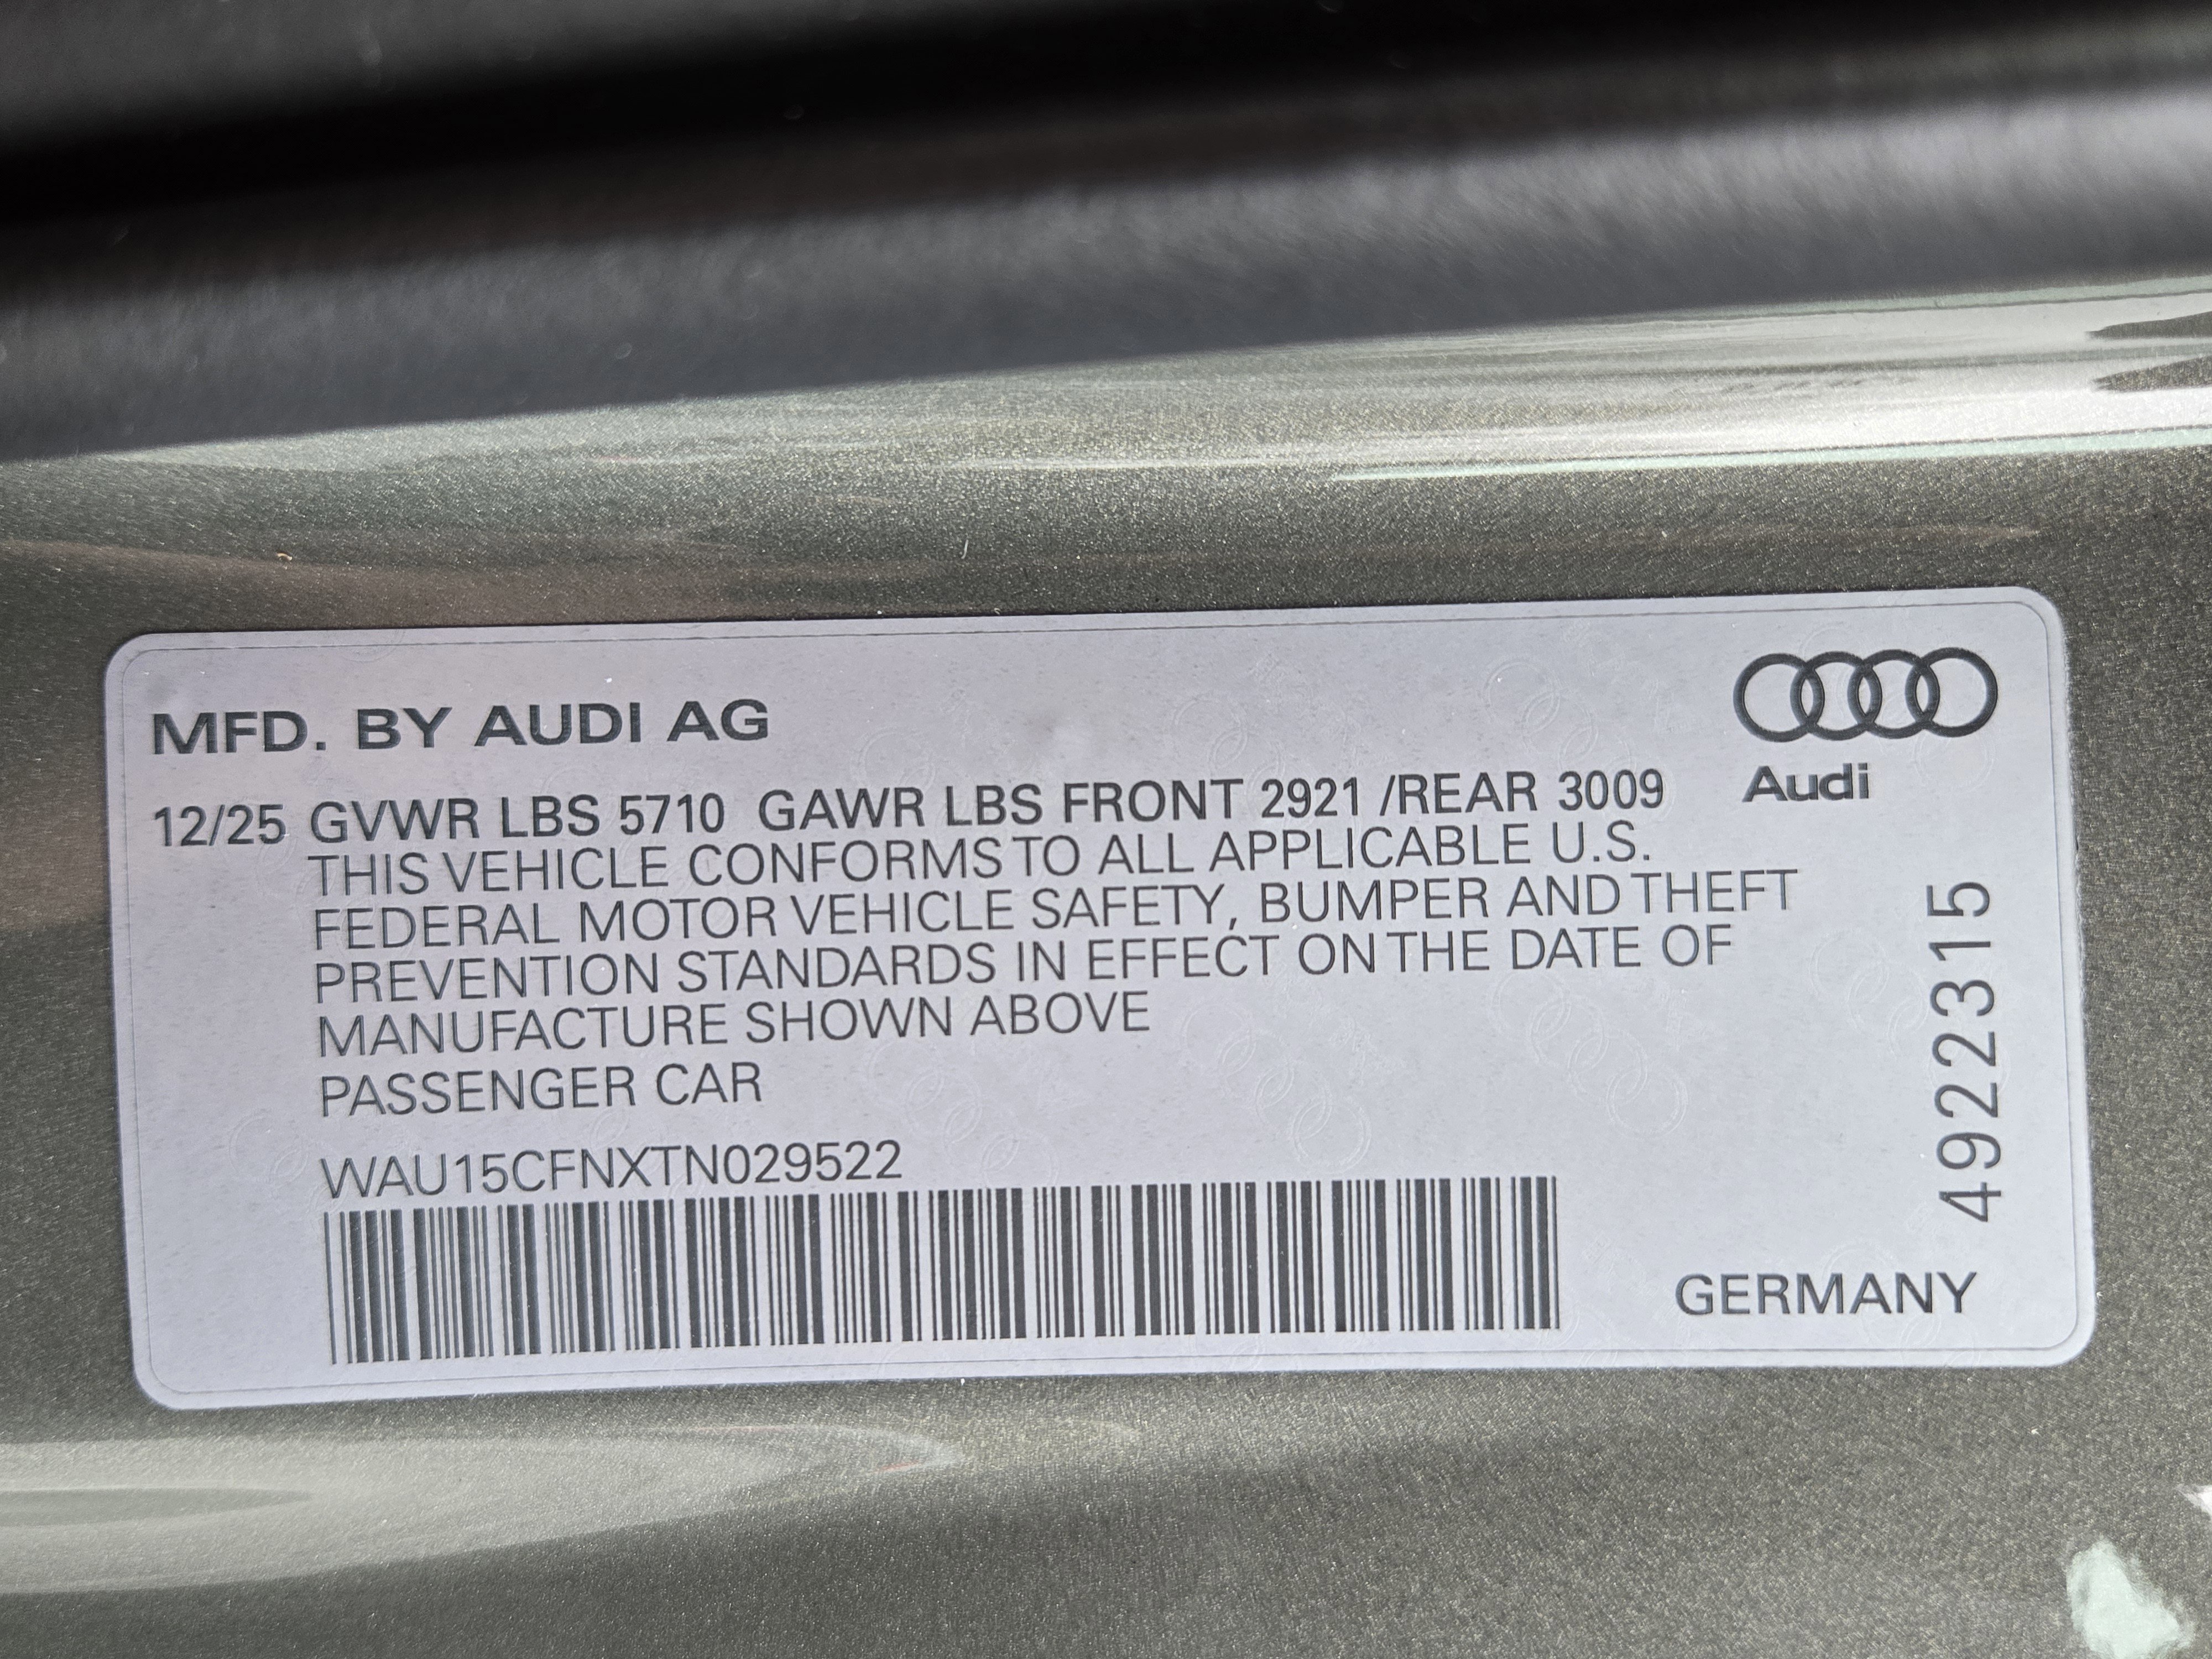 MFD. BY AUDI AG
Audi
12/25 GVWR LBS 5710 GAWR LBS FRONT 2921 /REAR 3009
THIS VEHICLE CONFORMS TO ALL APPLICABLE U.S.
FEDERAL MOTOR VEHICLE SAFETY, BUMPER AND THEFT
PREVENTION STANDARDS IN EFFECT ON THE DATE OF
MANUFACTURE SHOWN ABOVE
PASSENGER CAR
WAU15CFNXTN029522
4922315
GERMANY